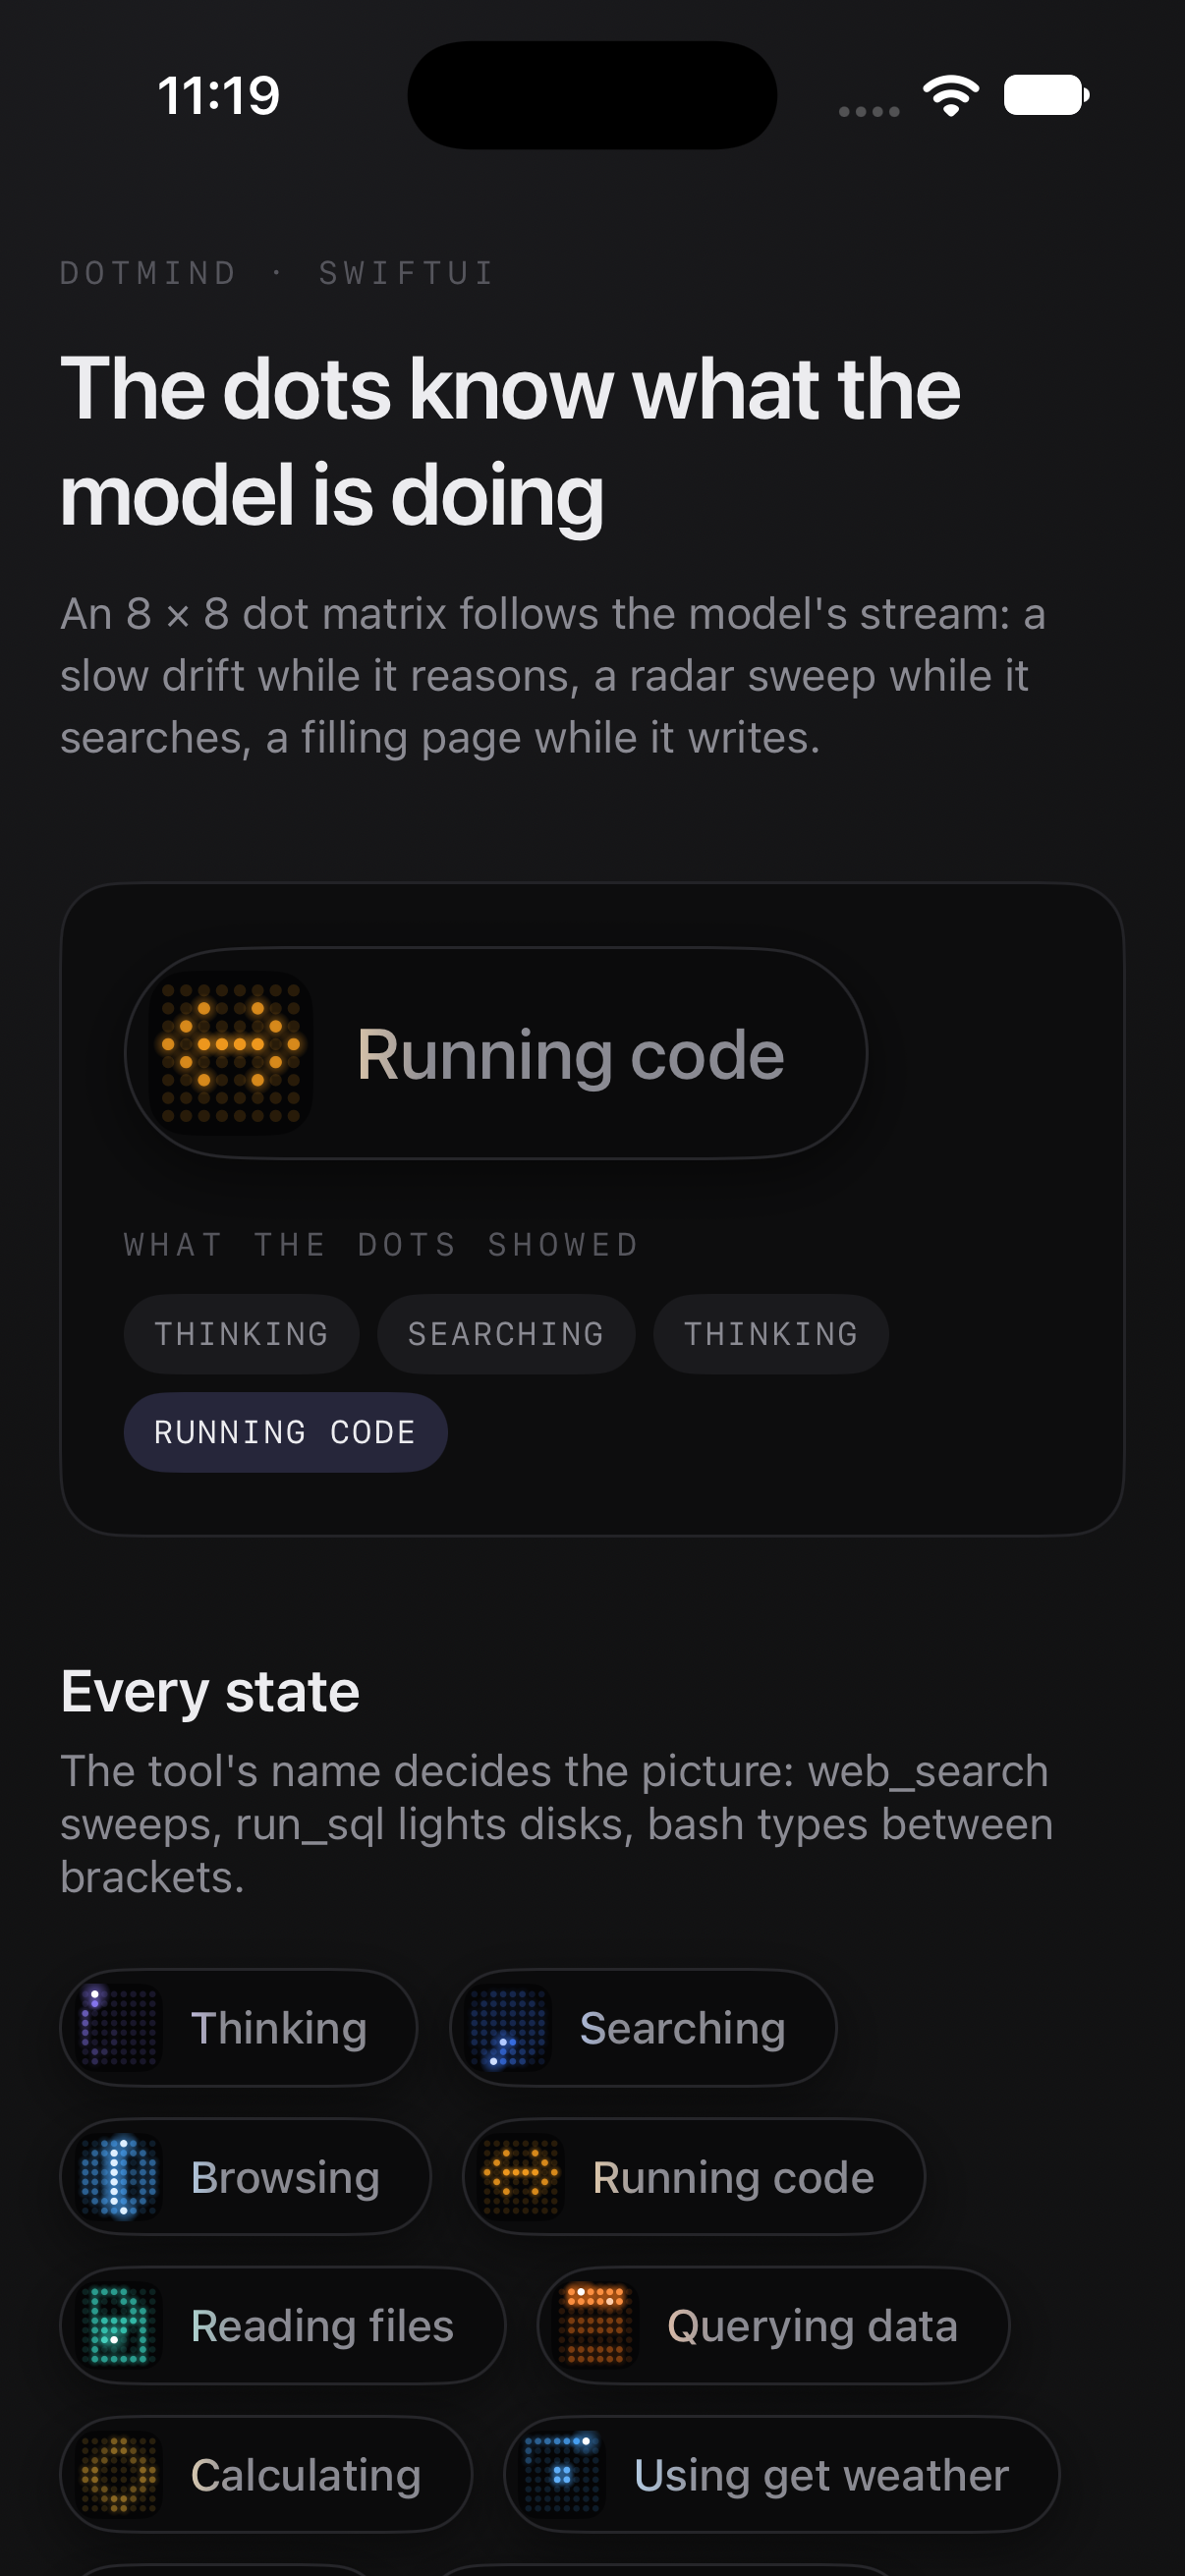 11:19
DOTMIND · SWIFTUI
The dots know what the
model is doing
An 8 × 8 dot matrix follows the model's stream: a
slow drift while it reasons, a radar sweep while it
searches, a filling page while it writes.
Running code
WHAT THE DOTS SHOWED
THINKING SEARCHING THINKING
RUNNING CODE
Every state
The tool's name decides the picture: web_search
sweeps, run_sql lights disks, bash types between
brackets.
Thinking Searching
Browsing Running code
Reading files Querying data
Calculating Using get weather